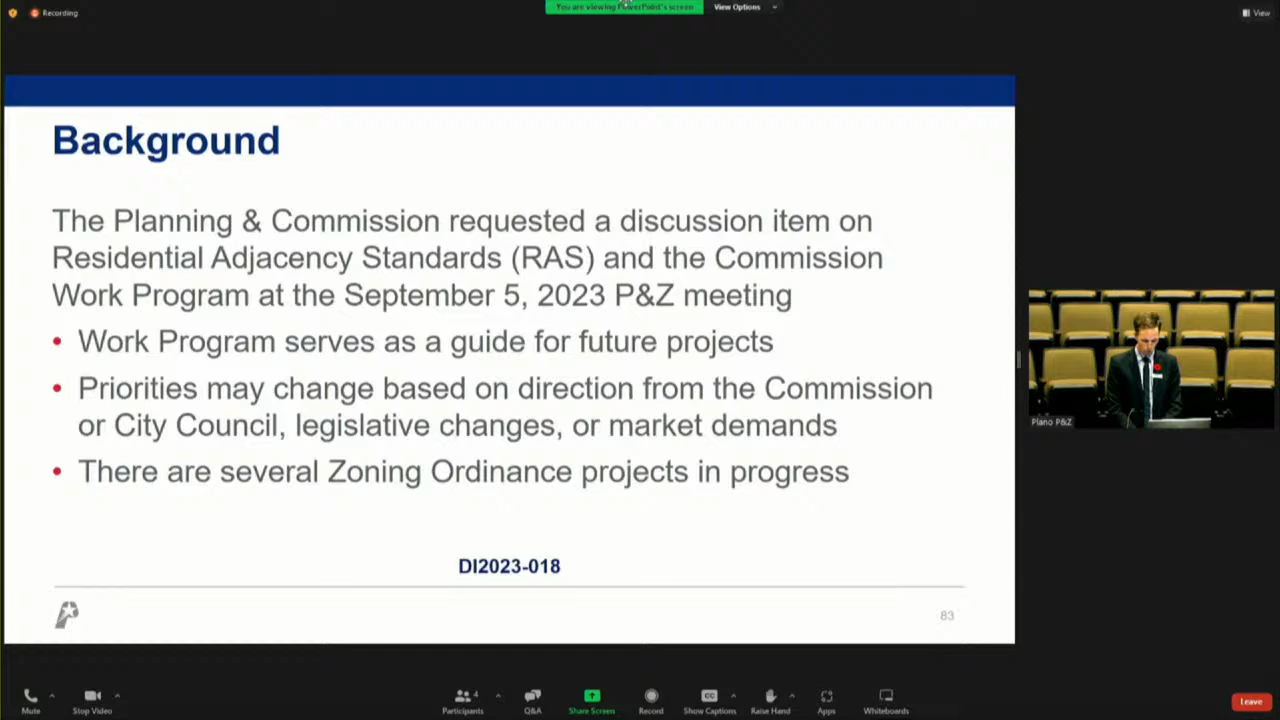 Recording
You are viewing PowerPoint's screen
View Options
View
Background
The Planning & Commission requested a discussion item on
Residential Adjacency Standards (RAS) and the Commission
Work Program at the September 5, 2023 P&Z meeting
• Work Program serves as a guide for future projects
• Priorities may change based on direction from the Commission
or City Council, legislative changes, or market demands
• There are several Zoning Ordinance projects in progress
DI2023-018
83
Plano P&Z
Mute
Stop Video
Participants
4
Q&A
Share Screen
Record
CC
Show Captions
Raise Hand
Apps
Whiteboards
Leave